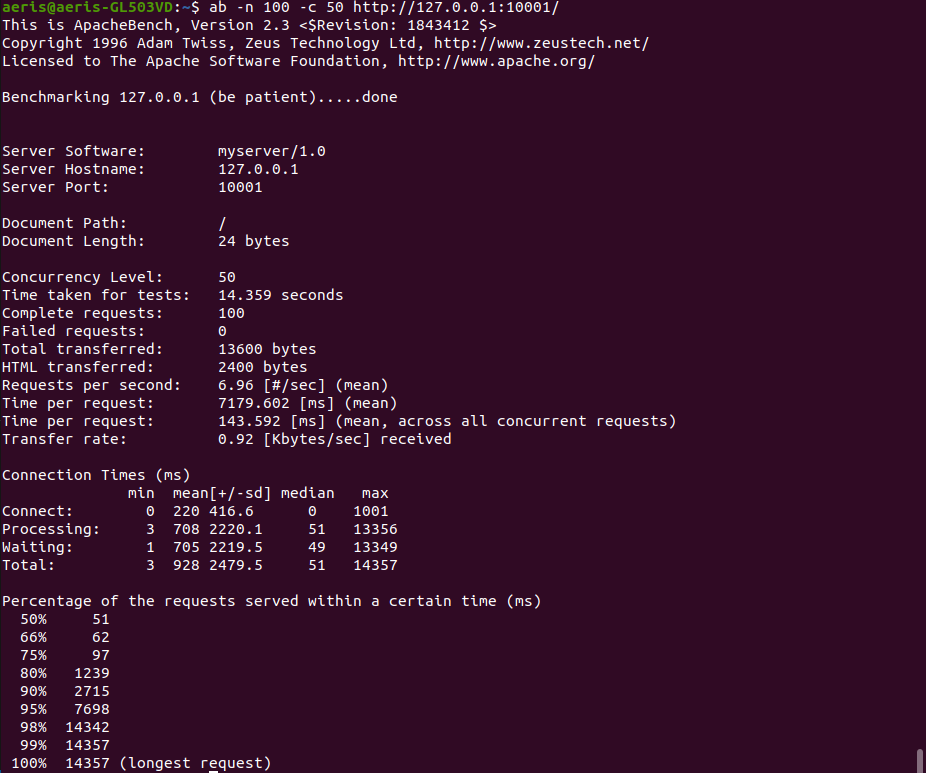 aeris@aeris-GL503VD:~$ ab -n 100 -c 50 http://127.0.0.1:10001/
This is ApacheBench, Version 2.3 <$Revision: 1843412 $>
Copyright 1996 Adam Twiss, Zeus Technology Ltd, http://www.zeustech.net/
Licensed to The Apache Software Foundation, http://www.apache.org/

Benchmarking 127.0.0.1 (be patient).....done


Server Software:        myserver/1.0
Server Hostname:        127.0.0.1
Server Port:            10001

Document Path:          /
Document Length:        24 bytes

Concurrency Level:      50
Time taken for tests:   14.359 seconds
Complete requests:      100
Failed requests:        0
Total transferred:      13600 bytes
HTML transferred:       2400 bytes
Requests per second:    6.96 [#/sec] (mean)
Time per request:       7179.602 [ms] (mean)
Time per request:       143.592 [ms] (mean, across all concurrent requests)
Transfer rate:          0.92 [Kbytes/sec] received

Connection Times (ms)
              min  mean[+/-sd] median   max
Connect:        0  220 416.6      0    1001
Processing:     3  708 2220.1    51   13356
Waiting:        1  705 2219.5    49   13349
Total:          3  928 2479.5    51   14357

Percentage of the requests served within a certain time (ms)
  50%     51
  66%     62
  75%     97
  80%   1239
  90%   2715
  95%   7698
  98%  14342
  99%  14357
 100%  14357 (longest request)